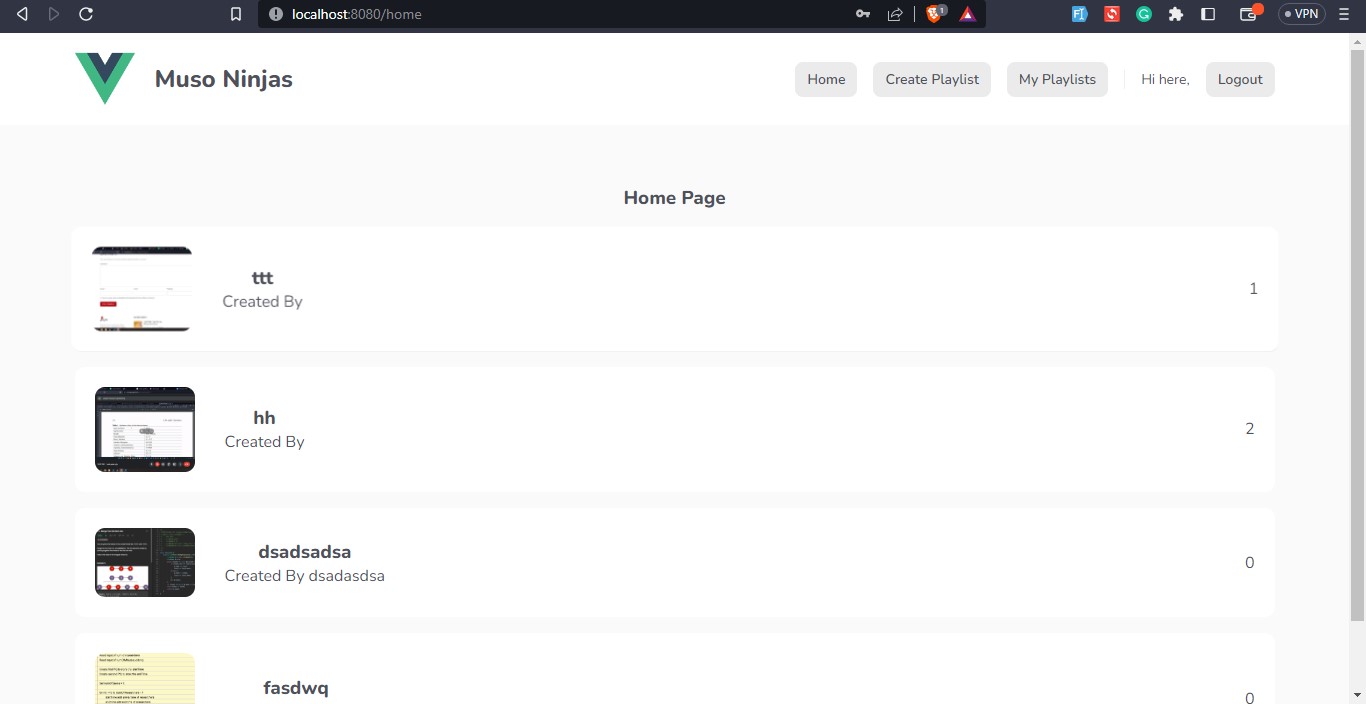 localhost:8080/home
1
VPN
Muso Ninjas
Home
Create Playlist
My Playlists
Hi here,
Logout
Home Page
ttt
Created By
1
hh
Created By
2
dsadsadsa
Created By dsadasdsa
0
fasdwq
0